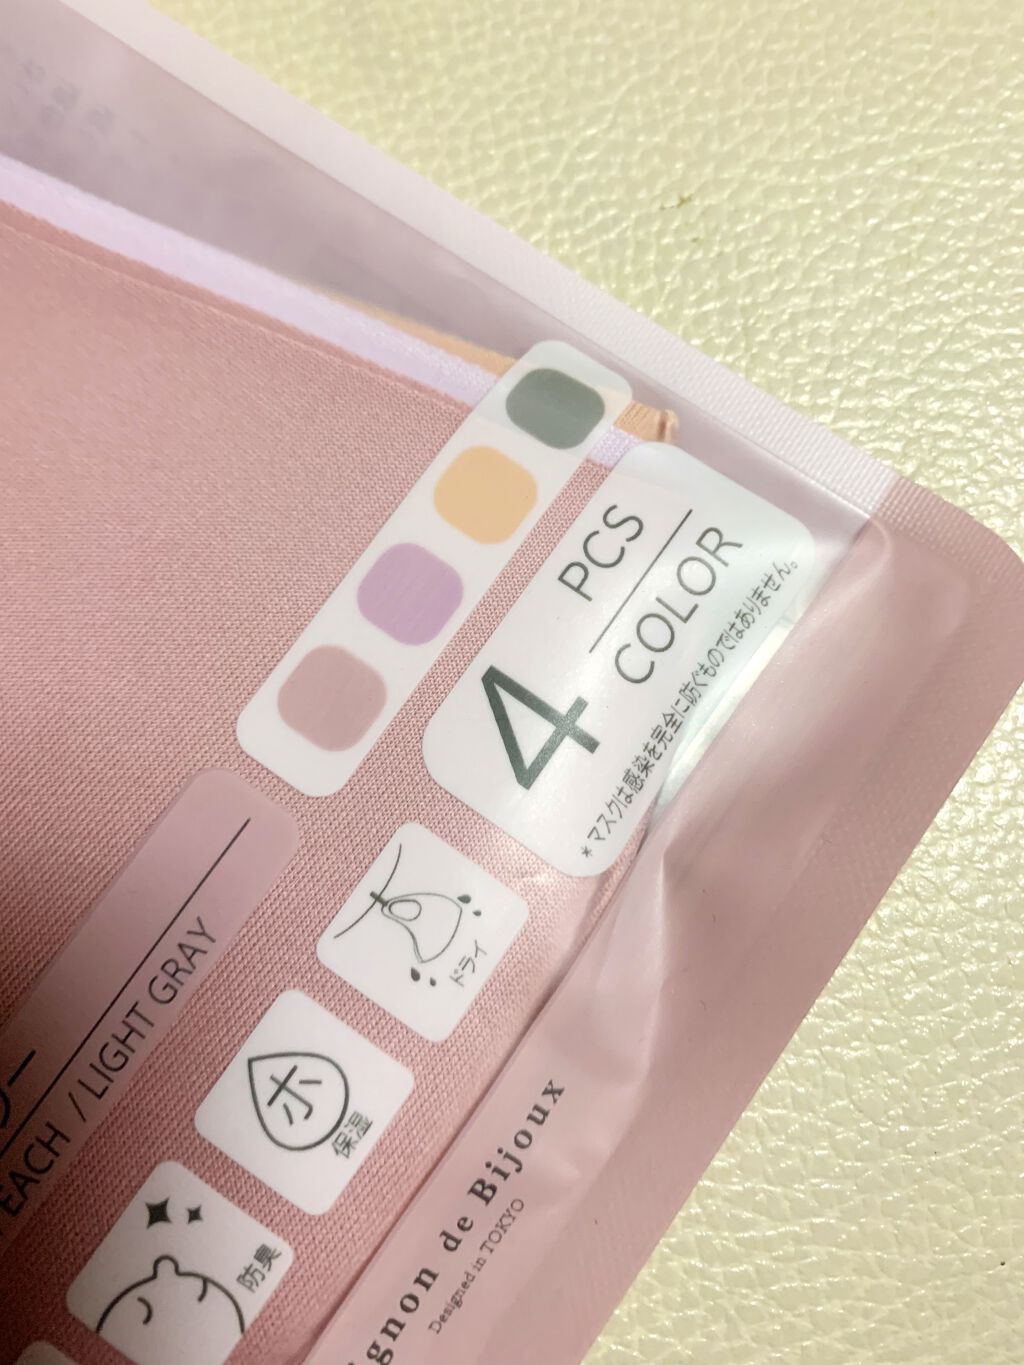 4
PCS
COLOR
*マスクは感染を完全に防ぐものではありません。
EACH / LIGHT GRAY
ドライ
ホ
保湿
防臭
gnon de Bijoux
Designed in TOKYO